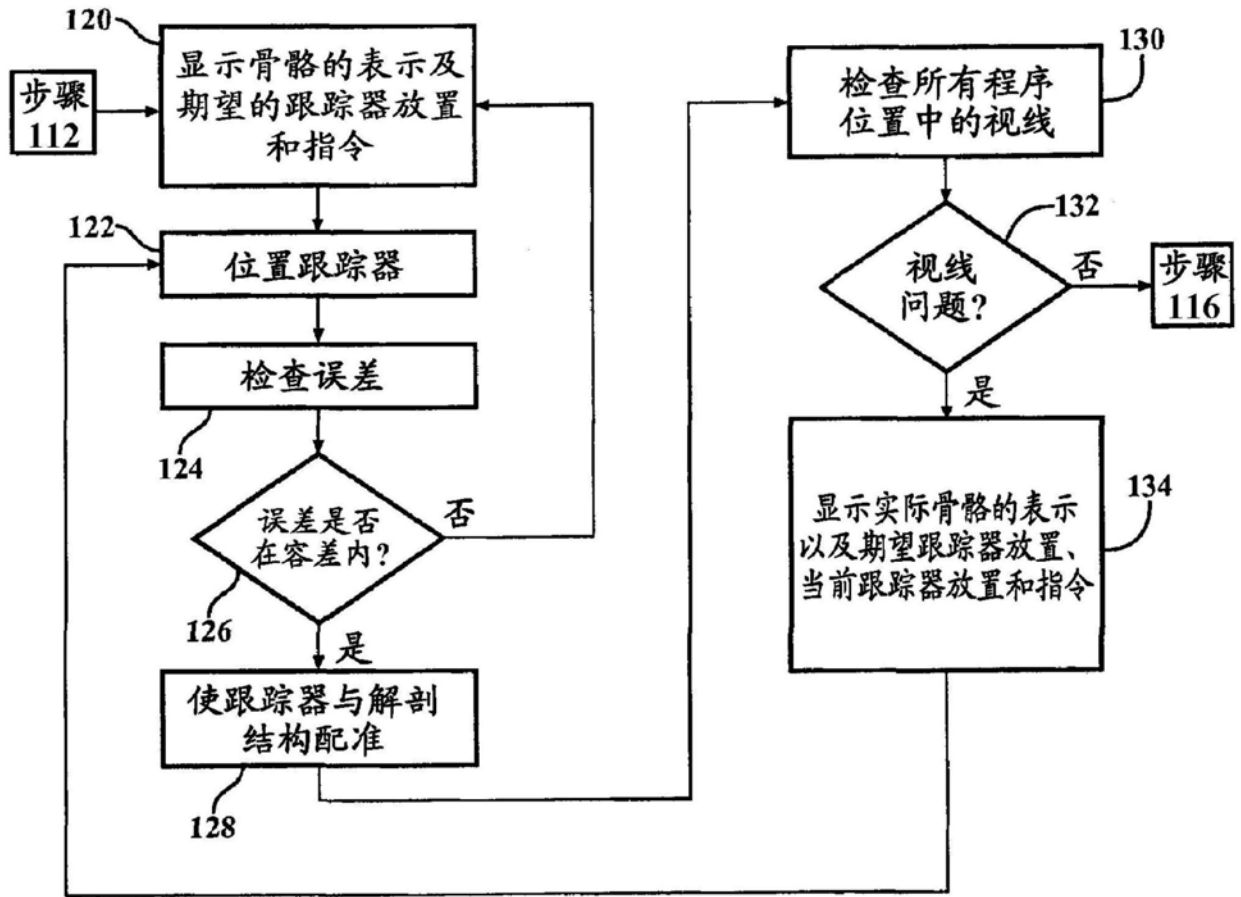 120
步骤
112
显示骨骼的表示及
期望的跟踪器放置
和指令
122
位置跟踪器
检查误差
124
误差是否
在容差内?
否
126
是
使跟踪器与解剖
结构配准
128
130
检查所有程序
位置中的视线
132
视线
问题?
否
步骤
116
是
显示实际骨骼的表示
以及期望跟踪器放置、
当前跟踪器放置和指令
134